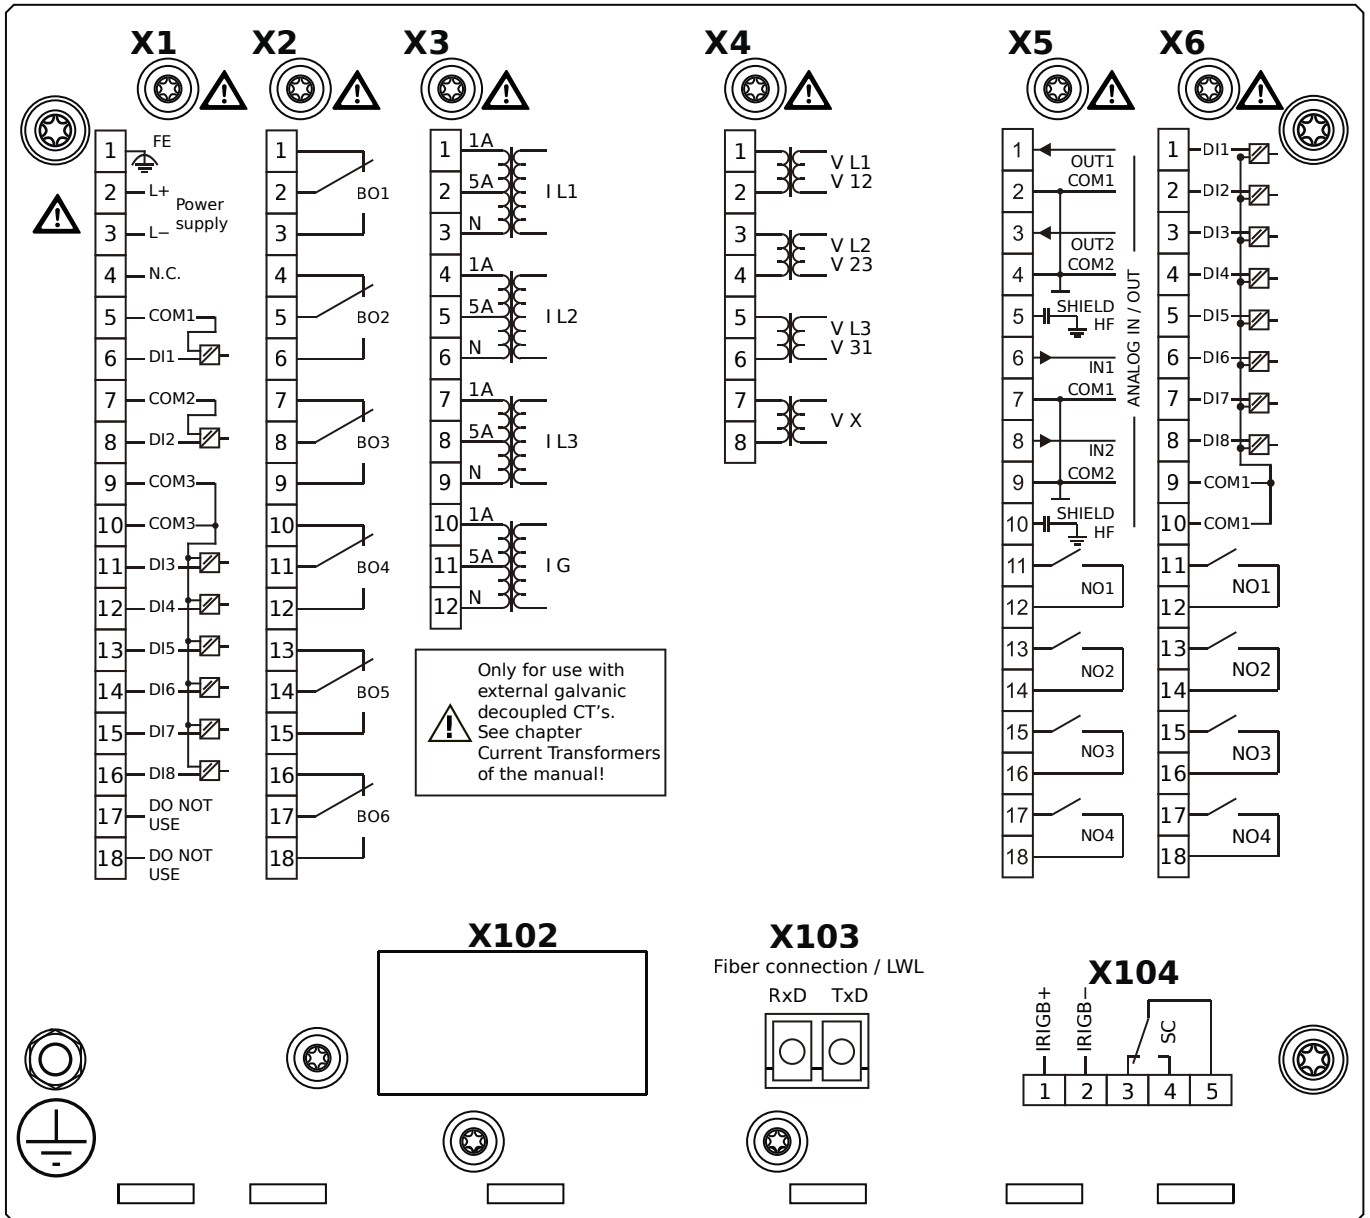 X1 X2 X3 X4 X5 X6
1 FE
2 L+
Power
supply
3 L−
4 N.C.
5 COM1
6 DI1
7 COM2
8 DI2
9 COM3
10 COM3
11 DI3
12 DI4
13 DI5
14 DI6
15 DI7
16 DI8
17 DO NOT
USE
18 DO NOT
USE
1
2 BO1
3
4
5 BO2
6
7
8 BO3
9
10
11 BO4
12
13
14 BO5
15
16
17 BO6
18
1 1A
2 5A I L1
3 N
4 1A
5 5A I L2
6 N
7 1A
8 5A I L3
9 N
10 1A
11 5A I G
12 N
Only for use with
external galvanic
decoupled CT's.
See chapter
Current Transformers
of the manual!
1 V L1
2 V 12
3 V L2
4 V 23
5 V L3
6 V 31
7 V X
8
1 OUT1
2 COM1
3 OUT2
4 COM2
5 SHIELD
HF
6 IN1
7 COM1
8 IN2
9 COM2
10 SHIELD
HF
ANALOG IN / OUT
11
NO1
12
13
NO2
14
15
NO3
16
17
NO4
18
1 DI1
2 DI2
3 DI3
4 DI4
5 DI5
6 DI6
7 DI7
8 DI8
9 COM1
10 COM1
11
NO1
12
13
NO2
14
15
NO3
16
17
NO4
18
X102
X103
Fiber connection / LWL
RxD TxD
X104
IRIGB+
IRIGB−
SC
1 2 3 4 5